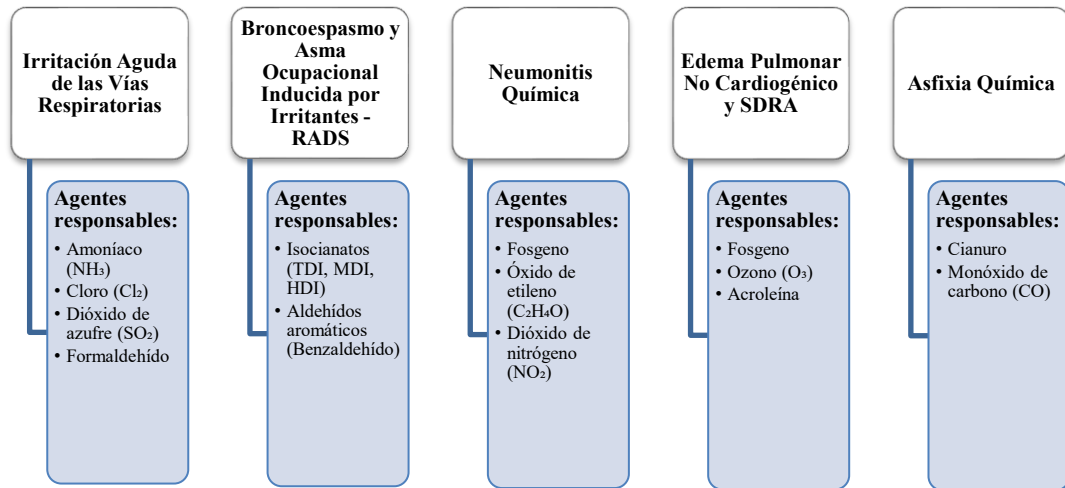 Irritación Aguda
de las Vías
Respiratorias
Agentes
responsables:
• Amoníaco
(NH₃)
• Cloro (Cl₂)
• Dióxido de
azufre (SO₂)
• Formaldehído
Broncoespasmo y
Asma
Ocupacional
Inducida por
Irritantes -
RADS
Agentes
responsables:
• Isocianatos
(TDI, MDI,
HDI)
• Aldehídos
aromáticos
(Benzaldehído)
Neumonitis
Química
Agentes
responsables:
• Fosgeno
• Óxido de
etileno
(C₂H₄O)
• Dióxido de
nitrógeno
(NO₂)
Edema Pulmonar
No Cardiogénico
y SDRA
Agentes
responsables:
• Fosgeno
• Ozono (O₃)
• Acroleína
Asfixia Química
Agentes
responsables:
• Cianuro
• Monóxido de
carbono (CO)